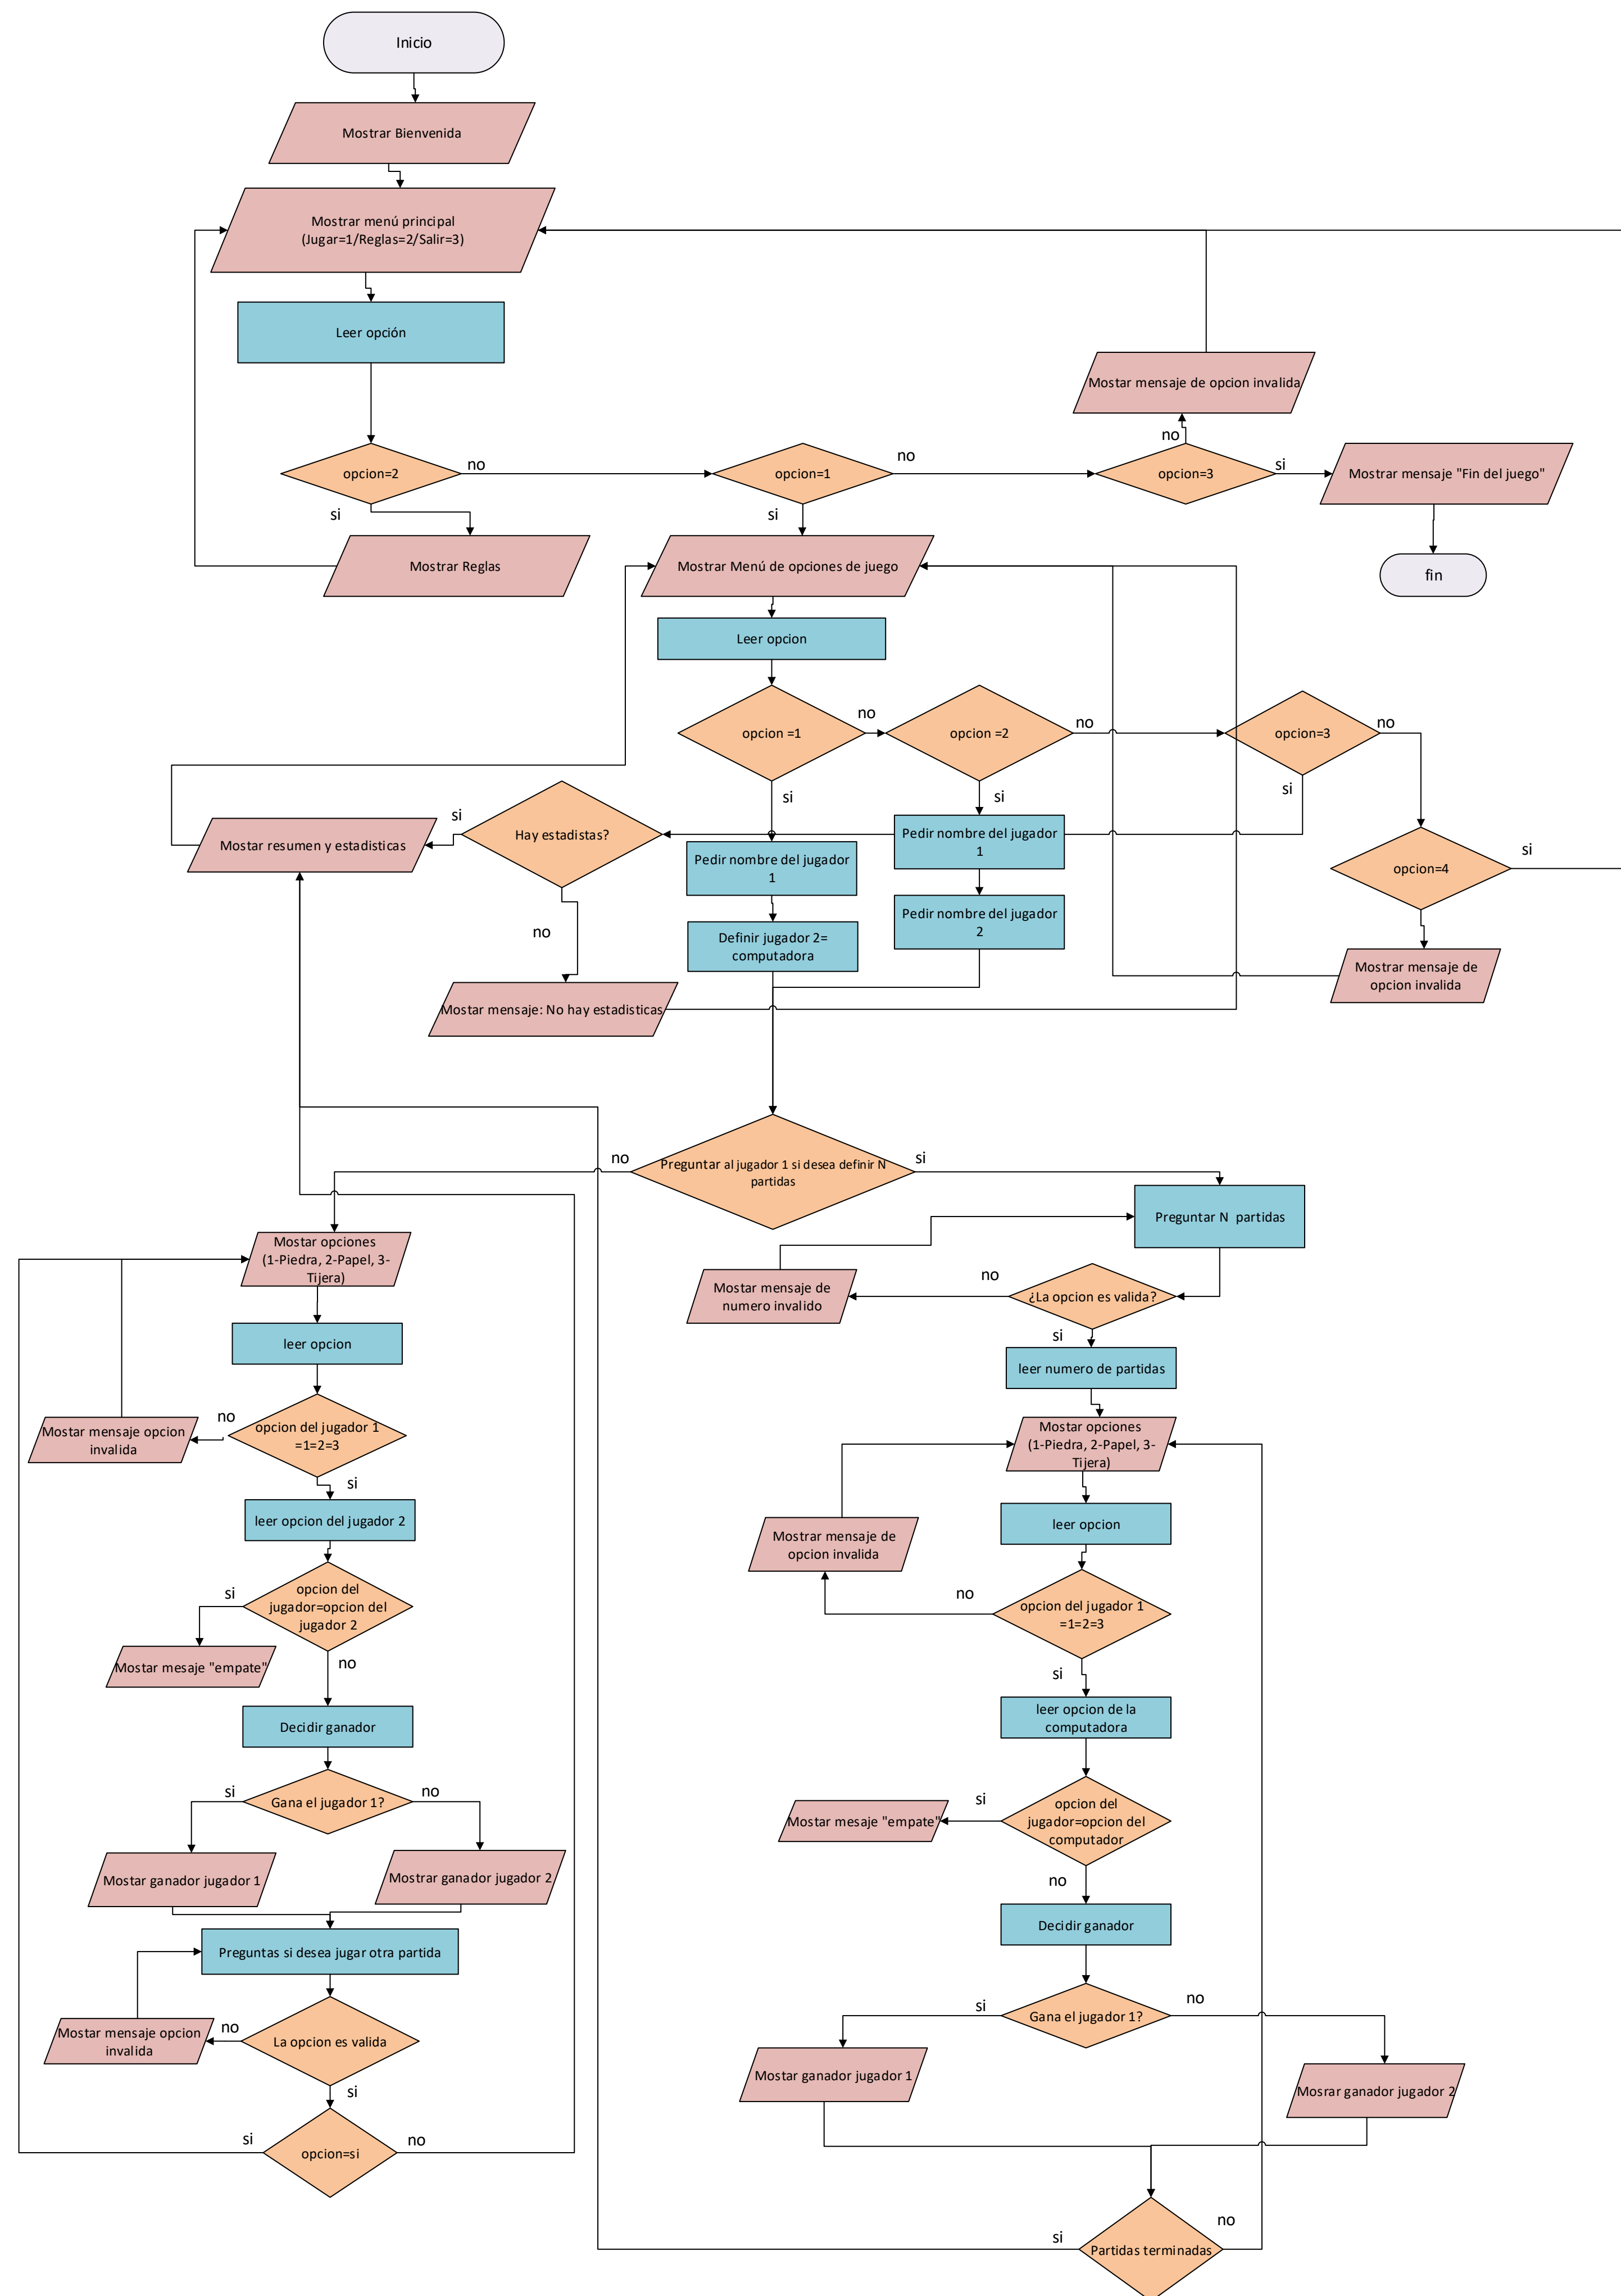 Inicio
Mostrar Bienvenida
Mostrar menú principal
(Jugar=1/Reglas=2/Salir=3)
Leer opción
Mostar mensaje de opcion invalida
no
opcion=2
no
opcion=1
no
opcion=3
si
Mostrar mensaje "Fin del juego"
si
si
Mostrar Reglas
Mostrar Menú de opciones de juego
fin
Leer opcion
opcion =1
no
opcion =2
no
opcion=3
no
si
si
si
si
Hay estadistas?
Mostar resumen y estadisticas
Pedir nombre del jugador
1
Pedir nombre del jugador
1
opcion=4
si
no
Definir jugador 2=
computadora
Pedir nombre del jugador
2
Mostrar mensaje de
opcion invalida
Mostar mensaje: No hay estadisticas
no
Preguntar al jugador 1 si desea definir N
partidas
si
Preguntar N  partidas
Mostar opciones
(1-Piedra, 2-Papel, 3-
Tijera)
Mostar mensaje de
numero invalido
no
¿La opcion es valida?
si
leer opcion
leer numero de partidas
no
opcion del jugador 1
=1=2=3
Mostar mensaje opcion
invalida
si
Mostar opciones
(1-Piedra, 2-Papel, 3-
Tijera)
leer opcion del jugador 2
leer opcion
Mostrar mensaje de
opcion invalida
si
opcion del
jugador=opcion del
jugador 2
no
opcion del jugador 1
=1=2=3
Mostar mesaje "empate"
no
si
Decidir ganador
leer opcion de la
computadora
si
Gana el jugador 1?
no
Mostar mesaje "empate"
si
opcion del
jugador=opcion del
computador
Mostar ganador jugador 1
Mostrar ganador jugador 2
no
Decidir ganador
Preguntas si desea jugar otra partida
si
Gana el jugador 1?
no
Mostar mensaje opcion
invalida
no
La opcion es valida
si
Mostar ganador jugador 1
Mosrar ganador jugador 2
si
opcion=si
no
si
Partidas terminadas
no